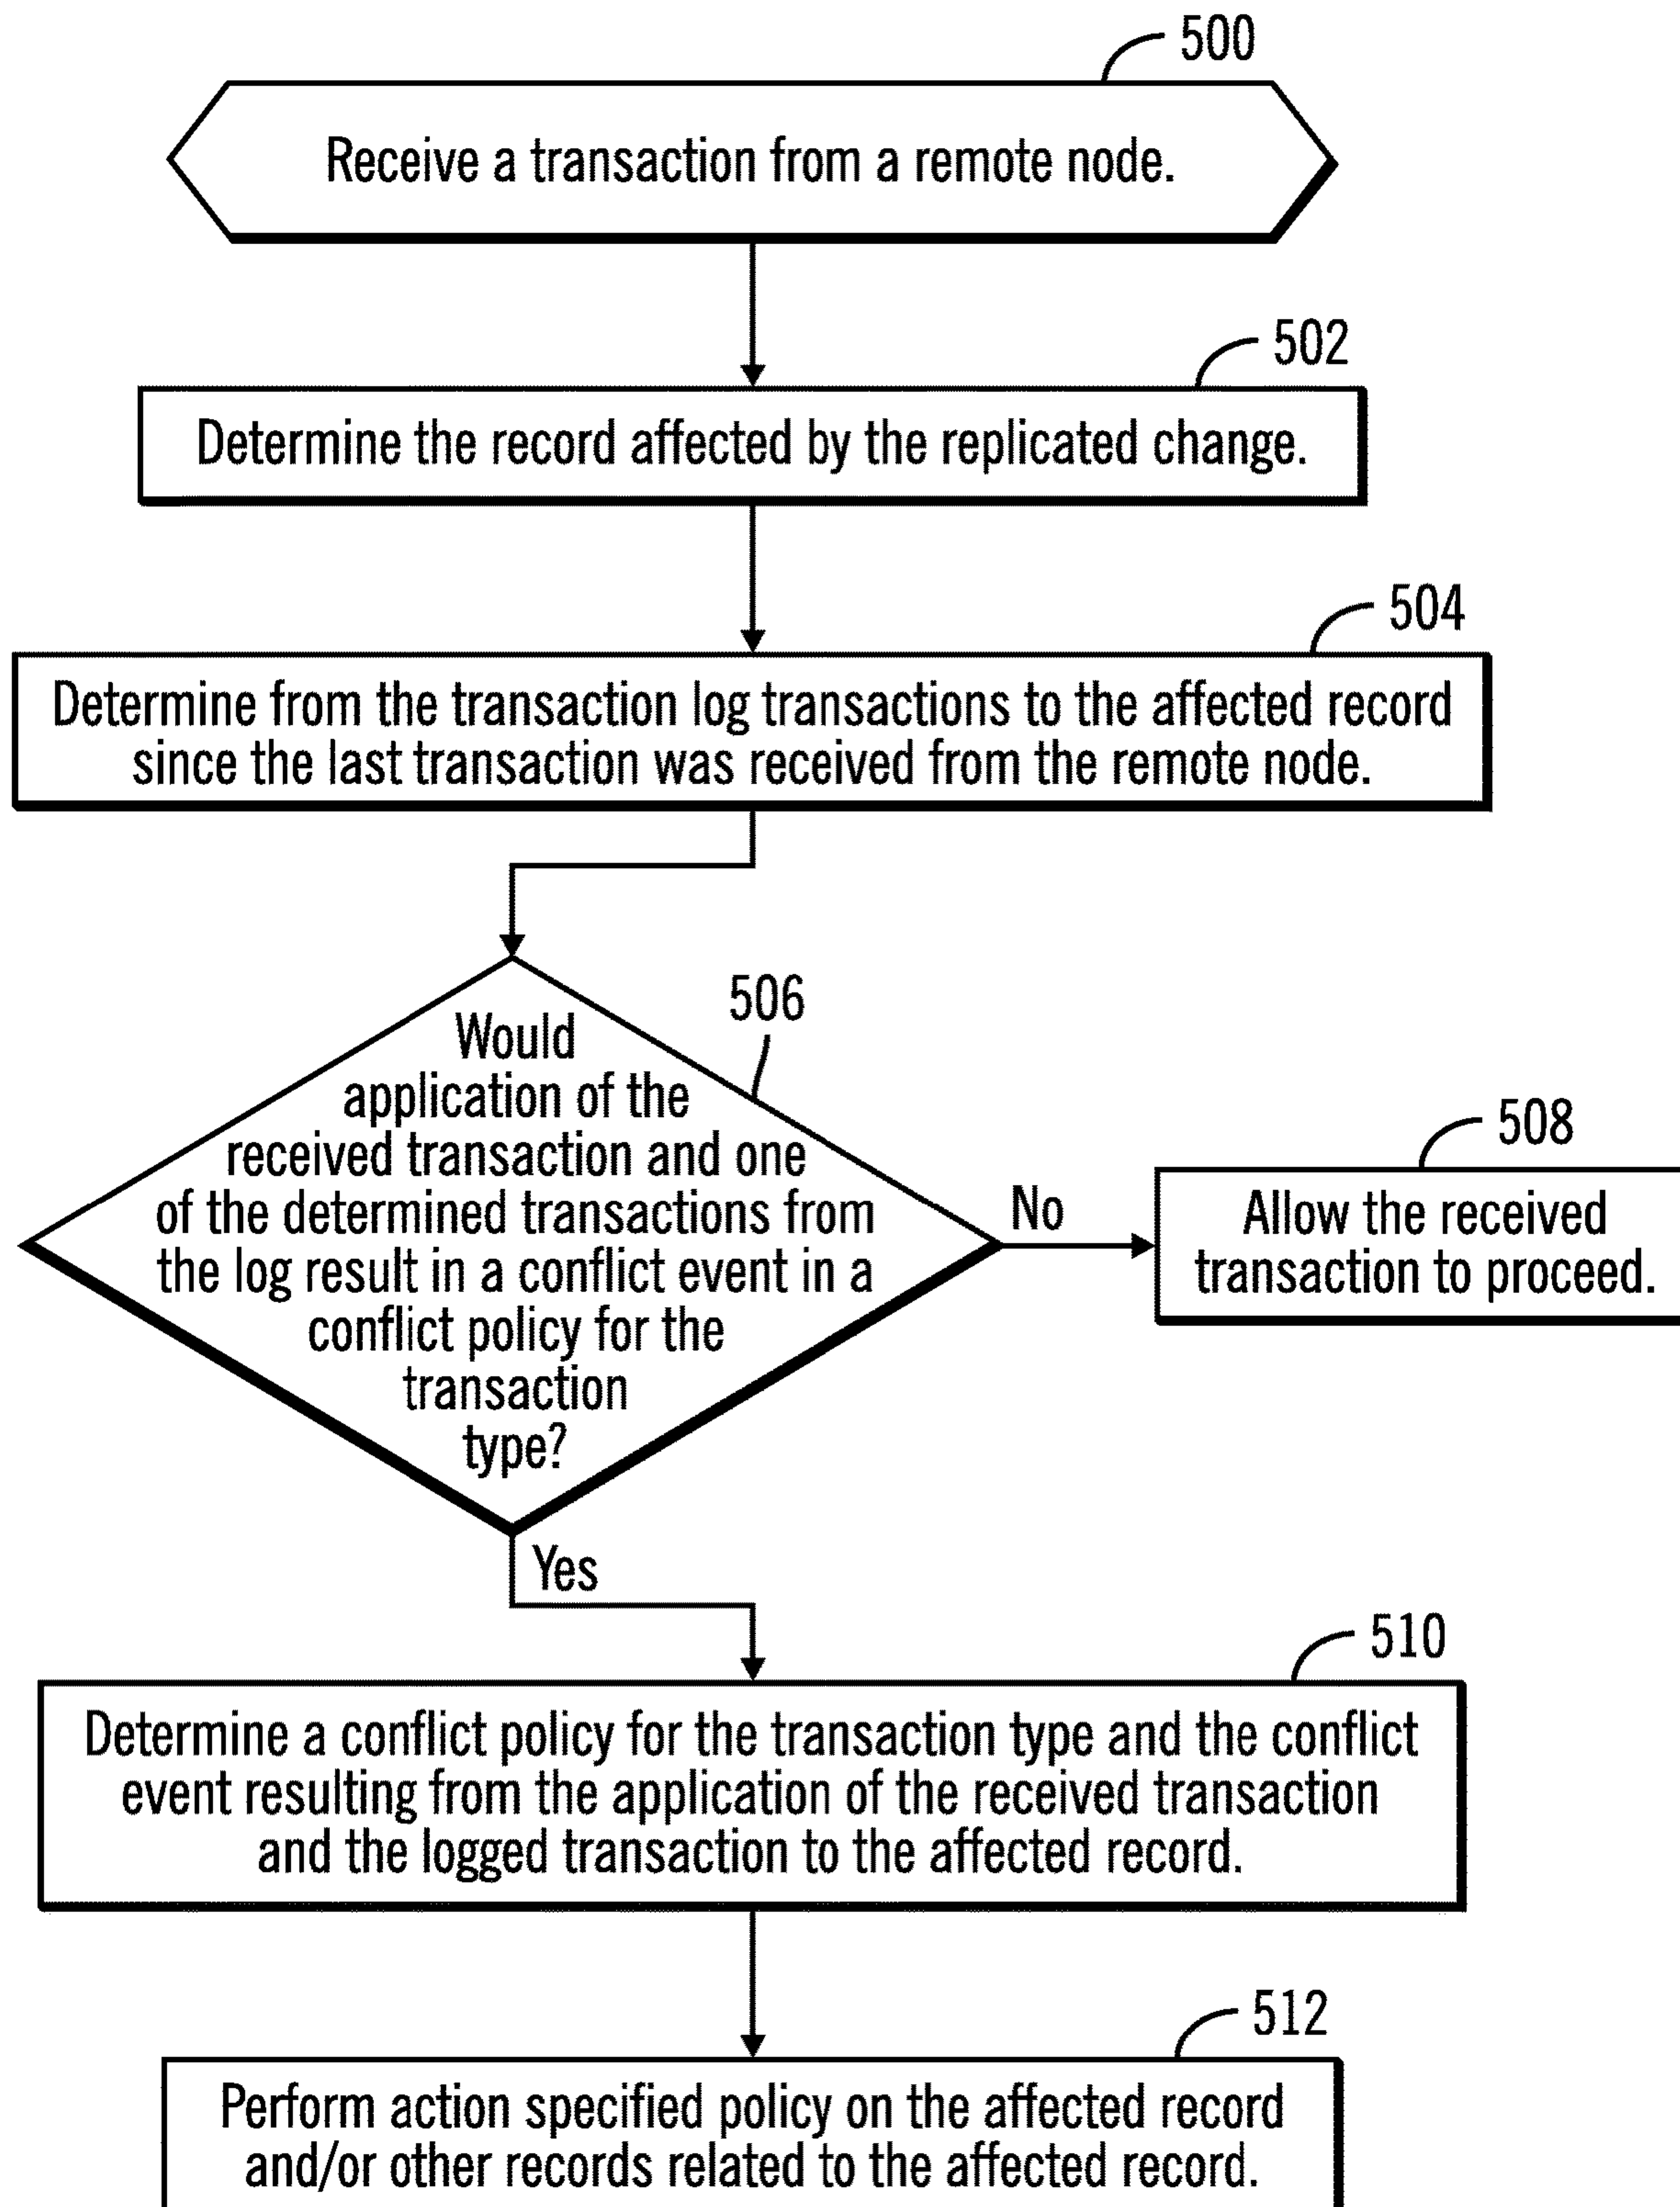 500
Receive a transaction from a remote node.
502
Determine the record affected by the replicated change.
504
Determine from the transaction log transactions to the affected record
since the last transaction was received from the remote node.
506
Would
application of the
received transaction and one
of the determined transactions from
the log result in a conflict event in a
conflict policy for the
transaction
type?
No
508
Allow the received
transaction to proceed.
Yes
510
Determine a conflict policy for the transaction type and the conflict
event resulting from the application of the received transaction
and the logged transaction to the affected record.
512
Perform action specified policy on the affected record
and/or other records related to the affected record.